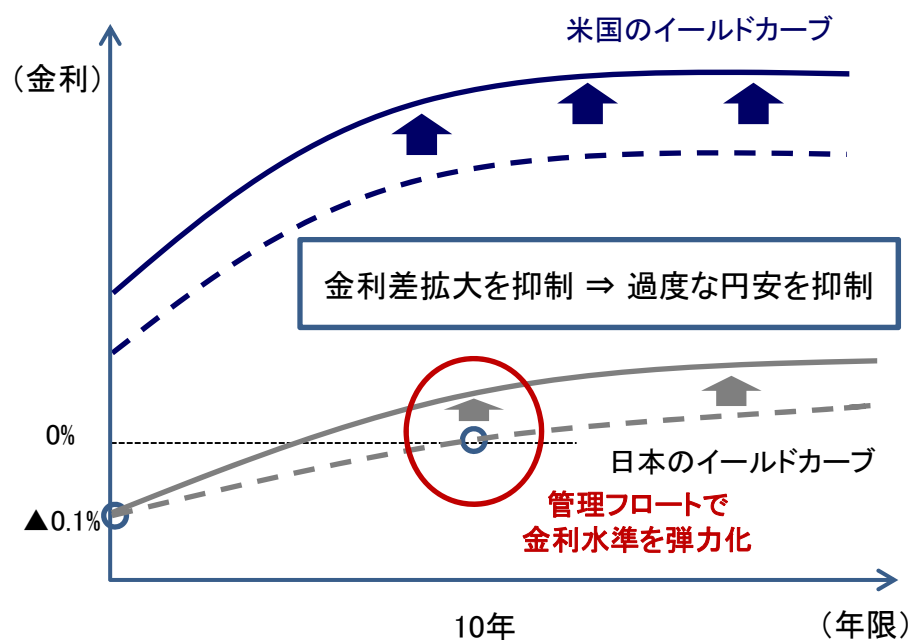 米国のイールドカーブ
(金利)
金利差拡大を抑制 ⇒ 過度な円安を抑制
0%
日本のイールドカーブ
管理フロートで
金利水準を弾力化
▲0.1%
10年
(年限)